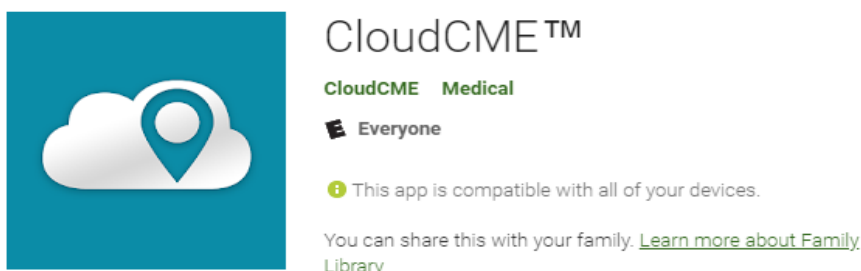 CloudCME™
CloudCME Medical
E Everyone
This app is compatible with all of your devices.
You can share this with your family. Learn more about Family
Library